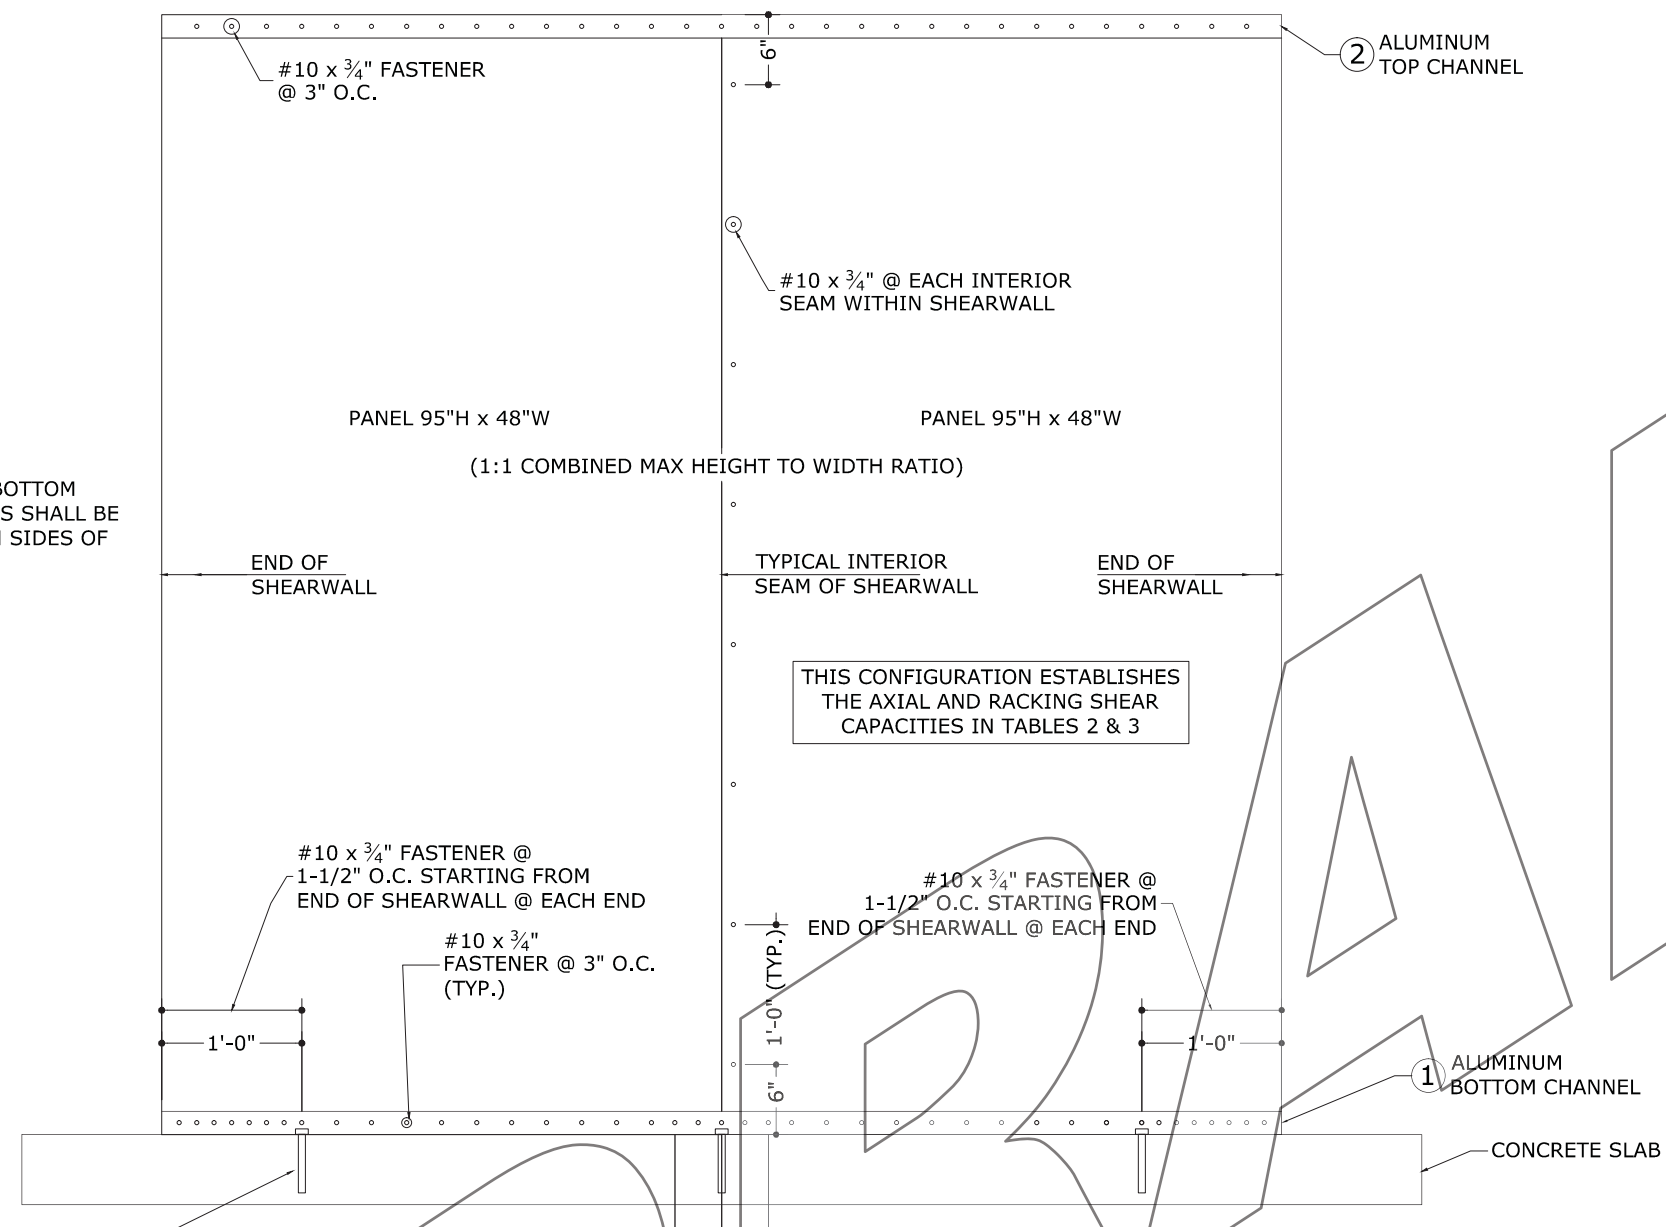 #10 x ¾" FASTENER
@ 3" O.C.
6"
2 ALUMINUM
TOP CHANNEL
#10 x ¾" @ EACH INTERIOR
SEAM WITHIN SHEARWALL
PANEL 95"H x 48"W
PANEL 95"H x 48"W
(1:1 COMBINED MAX HEIGHT TO WIDTH RATIO)
BOTTOM
S SHALL BE
SIDES OF
END OF
SHEARWALL
TYPICAL INTERIOR
SEAM OF SHEARWALL
END OF
SHEARWALL
THIS CONFIGURATION ESTABLISHES
THE AXIAL AND RACKING SHEAR
CAPACITIES IN TABLES 2 & 3
#10 x ¾" FASTENER @
1-1/2" O.C. STARTING FROM
END OF SHEARWALL @ EACH END
#10 x ¾" FASTENER @
1-1/2" O.C. STARTING FROM
END OF SHEARWALL @ EACH END
#10 x ¾"
FASTENER @ 3" O.C.
(TYP.)
1'-0" (TYP.)
1'-0"
1'-0"
6"
1 ALUMINUM
BOTTOM CHANNEL
CONCRETE SLAB